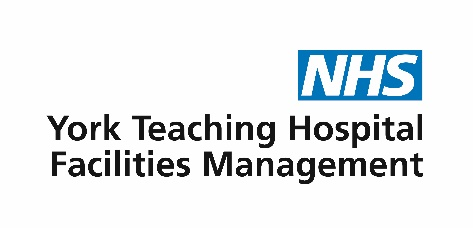 NHS
York Teaching Hospital
Facilities Management